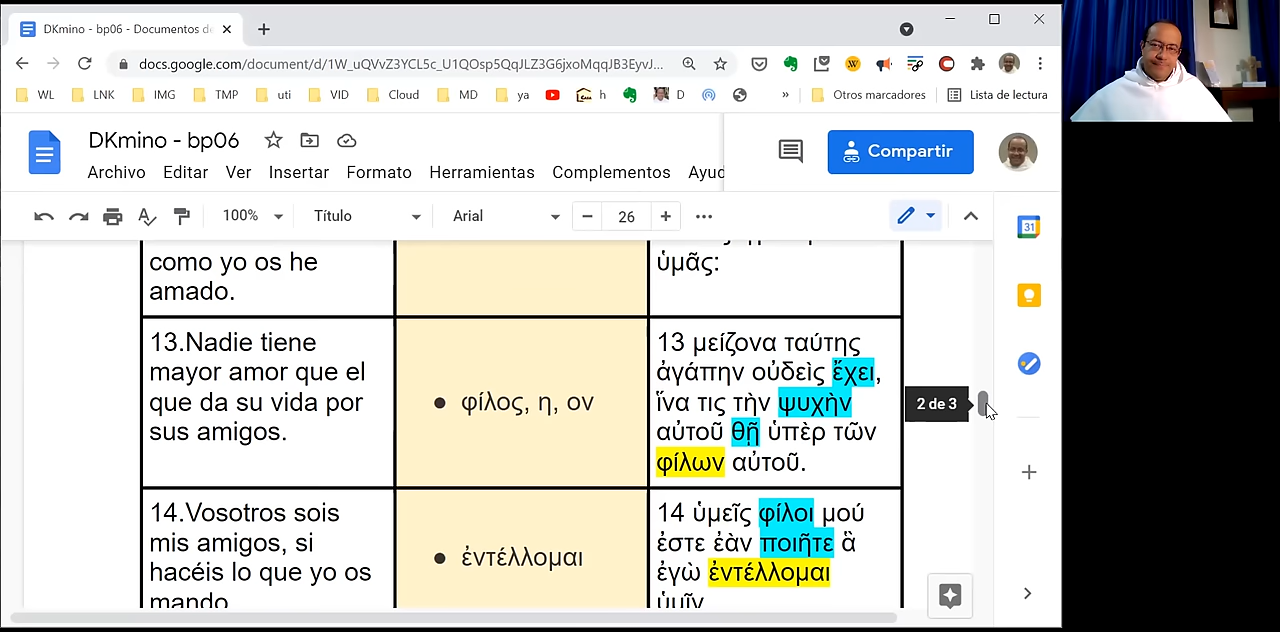 DKmino - bp06 - Documentos d
docs.google.com/document/d/1W_uQVvZ3YCL5c_U1QOsp5QqJLZ3G6jxoMqqJB3EyvJ...
WL LNK IMG TMP uti VID Cloud MD ya h D » Otros marcadores Lista de lectura
DKmino - bp06
Compartir
Archivo Editar Ver Insertar Formato Herramientas Complementos Ayud
100% Título Arial 26
31
como yo os he
amado.
ὑμᾶς:
13.Nadie tiene
mayor amor que el
que da su vida por
sus amigos.
φίλος, η, ον
13 μείζονα ταύτης
ἀγάπην οὐδεὶς ἔχει,
ἵνα τις τὴν ψυχὴν
αὐτοῦ θῇ ὑπὲρ τῶν
φίλων αὐτοῦ.
2 de 3
14.Vosotros sois
mis amigos, si
hacéis lo que yo os
mando
ἐντέλλομαι
14 ὑμεῖς φίλοι μού
ἐστε ἐὰν ποιῆτε ἃ
ἐγὼ ἐντέλλομαι
ὑμῖν